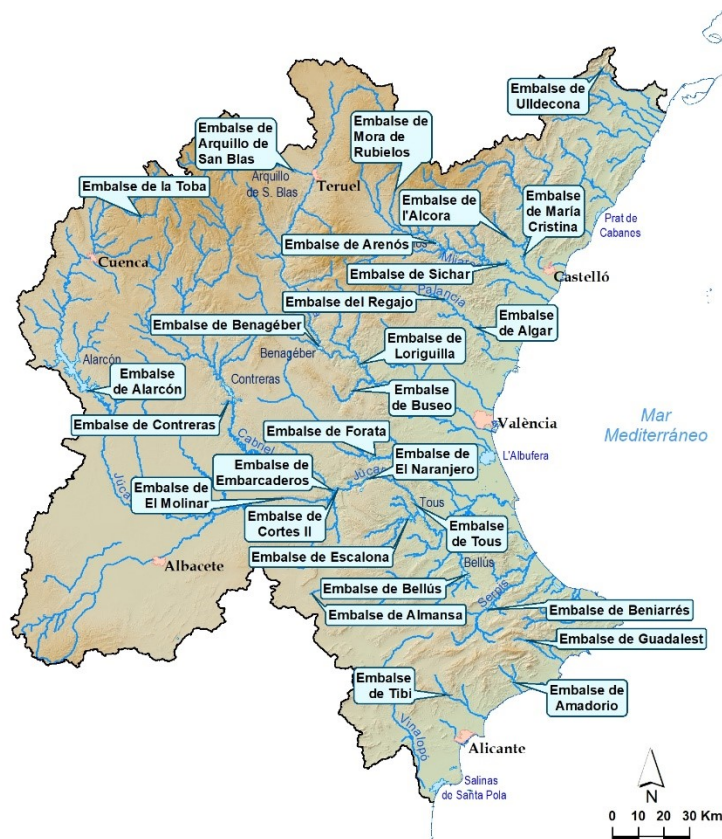 Embalse de
Ulldecona
Embalse de
Arquillo de
San Blas
Embalse de
Mora de
Rubielos
Arquillo
de S. Blas
Teruel
Embalse de la Toba
Embalse de
l'Alcora
Embalse
de María
Cristina
Prat de
Cabanes
Embalse de Arenós
Cuenca
Embalse de Sichar
Castelló
Palancia
Embalse del Regajo
Embalse
de Algar
Embalse de Benagéber
Benagéber
Embalse de
Loriguilla
Alarcón
Embalse
de Alarcón
Contreras
Embalse
de Buseo
Embalse de Contreras
València
Mar
Mediterráneo
Embalse de Forata
Cabriel
L'Albufera
Embalse de
El Naranjero
Embalse de
Embarcaderos
Júcar
Embalse de
El Molinar
Embalse de
Cortes II
Tous
Embalse
de Tous
Embalse de Escalona
Albacete
Bellús
Embalse de Bellús
Serpis
Embalse de Almansa
Embalse de Beniarrés
Embalse de Guadalest
Embalse
de Tibi
Embalse de
Amadorio
Vinalopó
Alicante
Salinas
de Santa Pola
N
0 10 20 30 Km